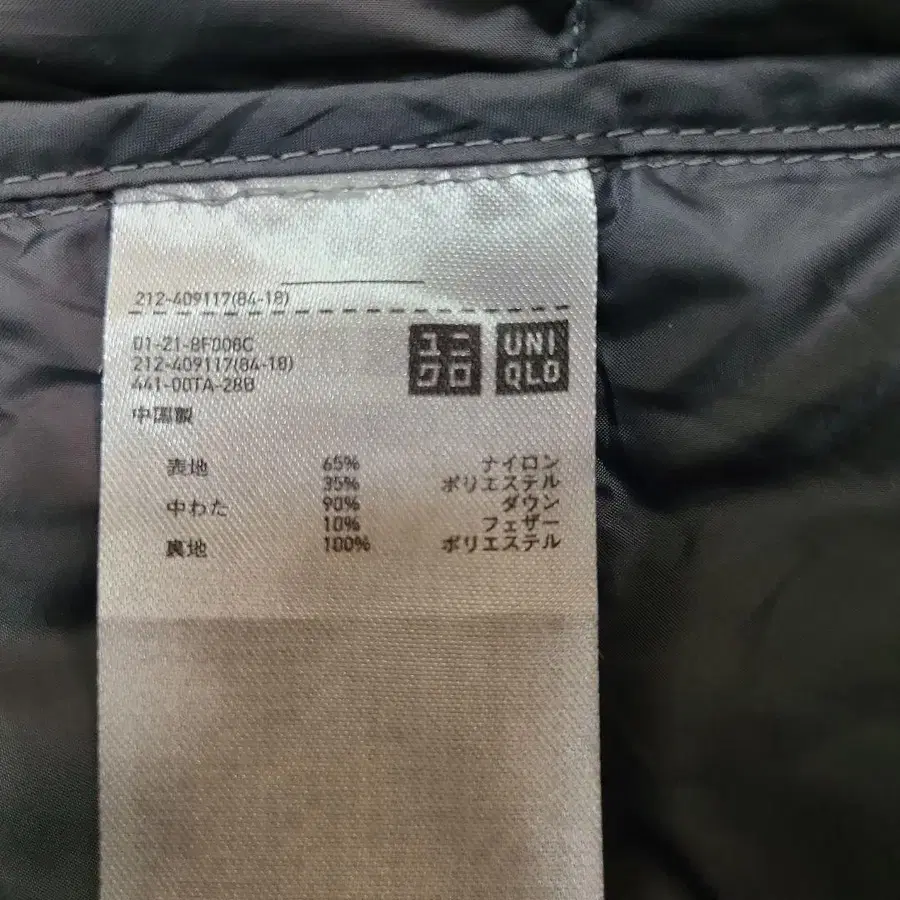 212-409117(84-18)
01-21-8F008C
212-409117(84-18)
441-00TA-28B
中国製
ユニ
クロ
UNI
QLO
表地 65% ナイロン
35% ポリエステル
中わた 90% ダウン
10% フェザー
裏地 100% ポリエステル